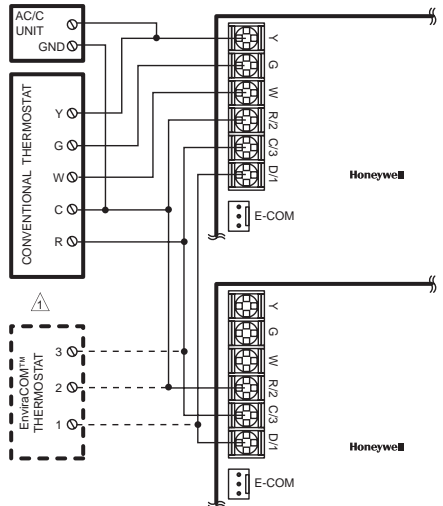 AC/C
UNIT
GND
CONVENTIONAL THERMOSTAT
Y
G
W
C
R
Y
G
W
R/2
C/3
D/1
Honeywell
E-COM
1
EnviraCOM™
THERMOSTAT
3
2
1
Y
G
W
R/2
C/3
D/1
Honeywell
E-COM